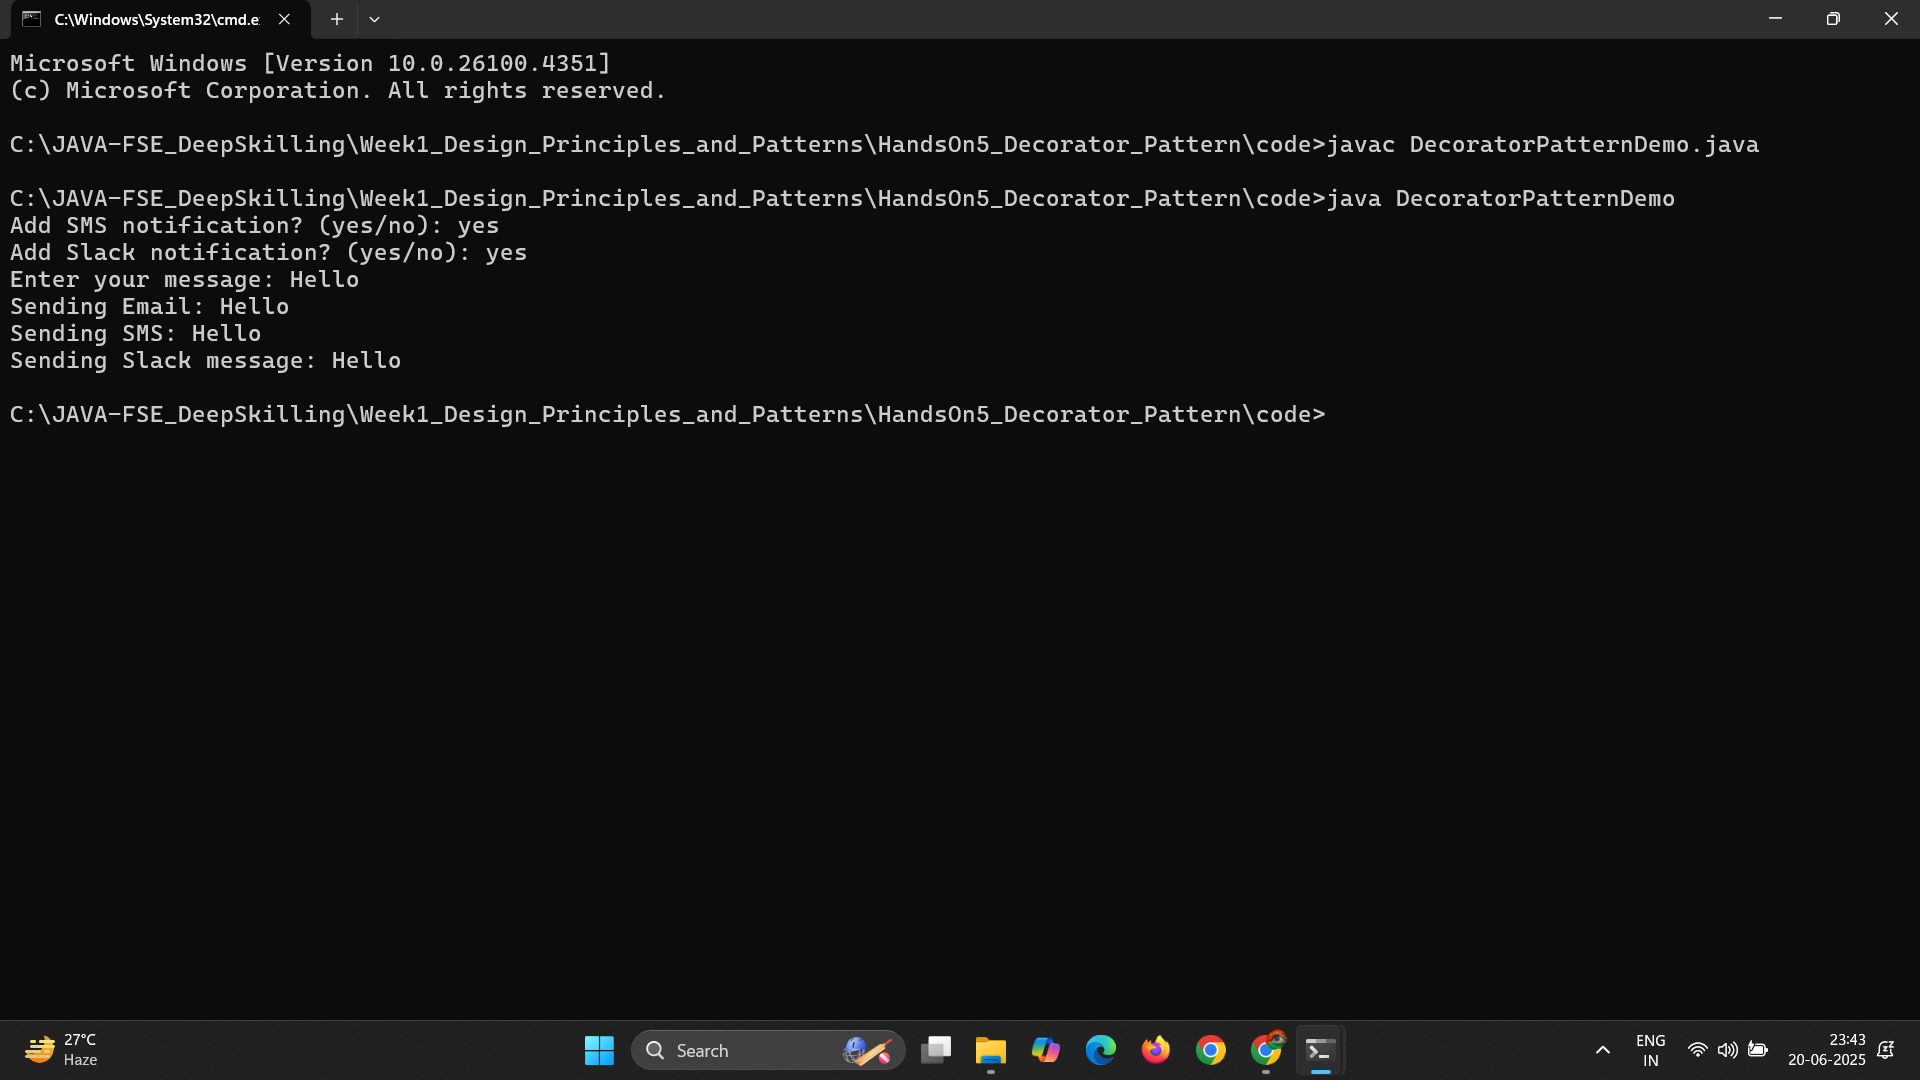 C:\Windows\System32\cmd.e
Microsoft Windows [Version 10.0.26100.4351]
(c) Microsoft Corporation. All rights reserved.
C:\JAVA-FSE_DeepSkilling\Week1_Design_Principles_and_Patterns\HandsOn5_Decorator_Pattern\code>javac DecoratorPatternDemo.java
C:\JAVA-FSE_DeepSkilling\Week1_Design_Principles_and_Patterns\HandsOn5_Decorator_Pattern\code>java DecoratorPatternDemo
Add SMS notification? (yes/no): yes
Add Slack notification? (yes/no): yes
Enter your message: Hello
Sending Email: Hello
Sending SMS: Hello
Sending Slack message: Hello
C:\JAVA-FSE_DeepSkilling\Week1_Design_Principles_and_Patterns\HandsOn5_Decorator_Pattern\code>
27°C
Haze
Search
ENG
IN
23:43
20-06-2025